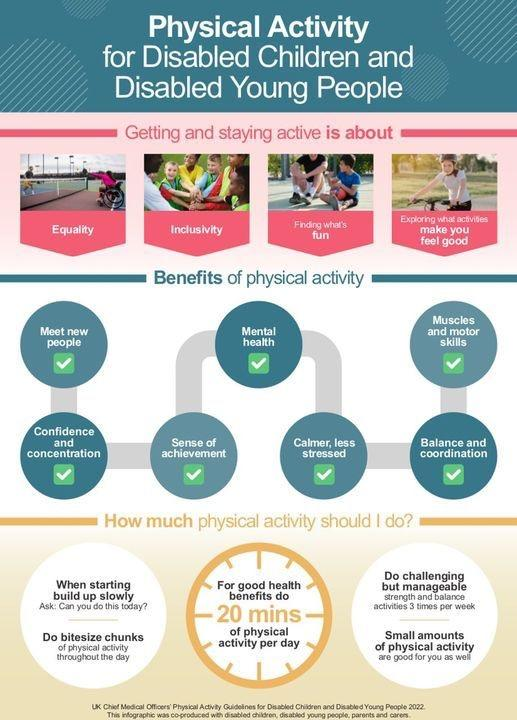 Physical Activity
for Disabled Children and
Disabled Young People
Getting and staying active is about
Equality
Inclusivity
Finding what's
fun
Exploring what activities
make you
feel good
Benefits of physical activity
Meet new
people
Mental
health
Muscles
and motor
skills
Confidence
and
concentration
Sense of
achievement
Calmer, less
stressed
Balance and
coordination
How much physical activity should I do?
When starting
build up slowly
Ask: Can you do this today?
Do bitesize chunks
of physical activity
throughout the day
For good health
benefits do
20 mins
of physical
activity per day
Do challenging
but manageable
strength and balance
activities 3 times per week
Small amounts
of physical activity
are good for you as well
UK Chief Medical Officers' Physical Activity Guidelines for Disabled Children and Disabled Young People 2022.
This infographic was co-produced with disabled children, disabled young people, parents and carers.